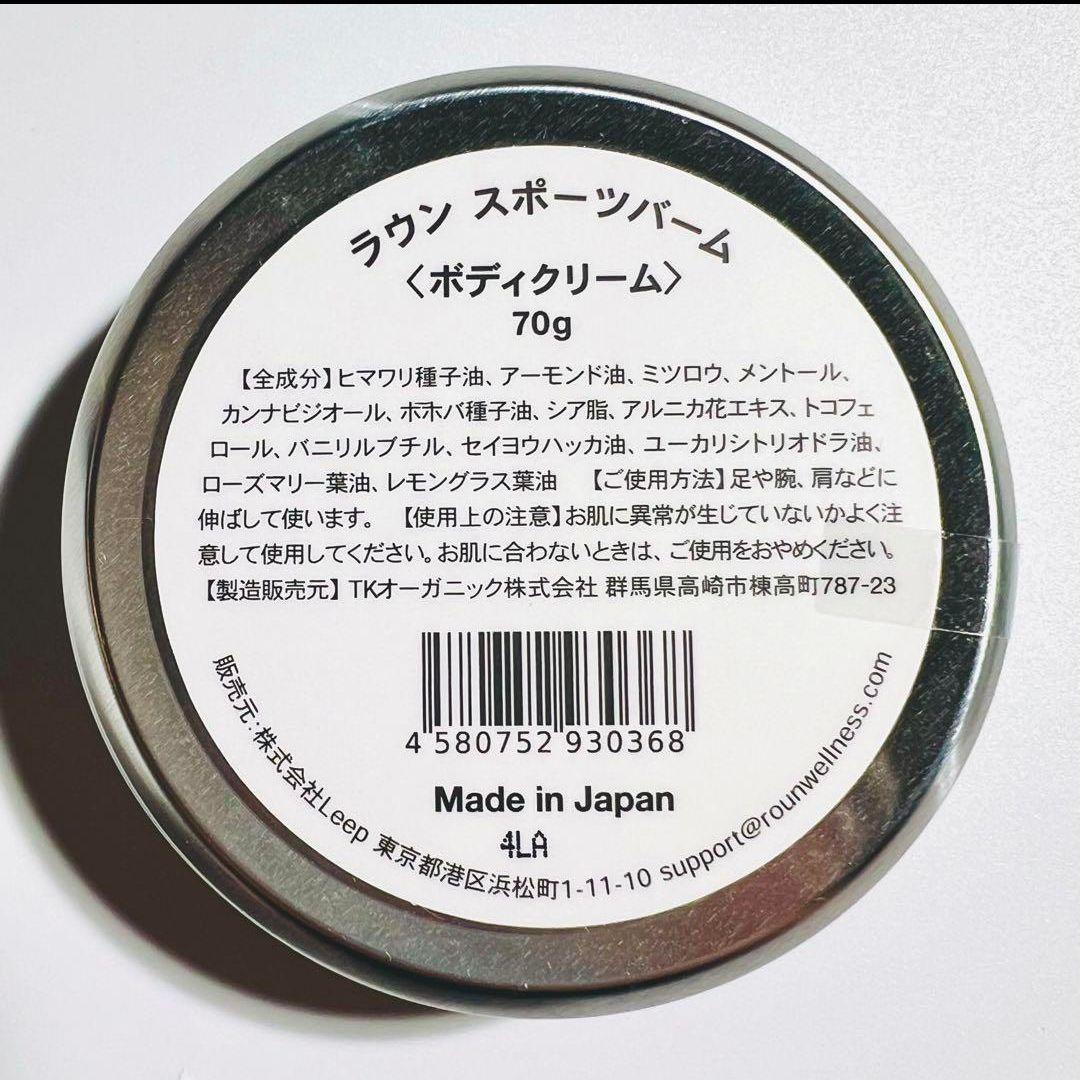 ラウン スポーツバーム
〈ボディクリーム〉
70g
【全成分】ヒマワリ種子油、アーモンド油、ミツロウ、メントール、
カンナビジオール、ホホバ種子油、シア脂、アルニカ花エキス、トコフェ
ロール、バニリルブチル、セイヨウハッカ油、ユーカリシトリオドラ油、
ローズマリー葉油、レモングラス葉油 【ご使用方法】足や腕、肩などに
伸ばして使います。 【使用上の注意】お肌に異常が生じていないかよく注
意して使用してください。お肌に合わないときは、ご使用をおやめください。
【製造販売元】TKオーガニック株式会社 群馬県高崎市棟高町787-23
4 580752 930368
Made in Japan
4LA
販売元：株式会社Leep 東京都港区浜松町1-11-10 support@rounwellness.com